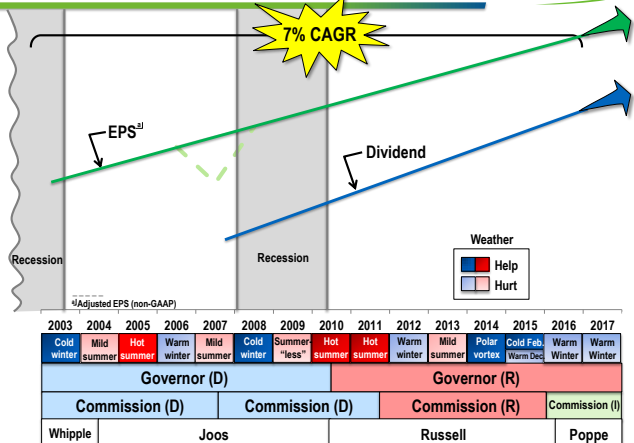 7% CAGR
EPS a]
Dividend
Recession
Recession
Weather
Help
Hurt
a]Adjusted EPS (non-GAAP)
2003 2004 2005 2006 2007 2008 2009 2010 2011 2012 2013 2014 2015 2016 2017
Cold winter
Mild summer
Hot summer
Warm winter
Mild summer
Cold winter
Summer- "less"
Hot summer
Hot summer
Warm winter
Mild summer
Polar vortex
Cold Feb.
Warm Dec.
Warm Winter
Warm Winter
Governor (D) Governor (R)
Commission (D) Commission (D) Commission (R) Commission (I)
Whipple Joos Russell Poppe